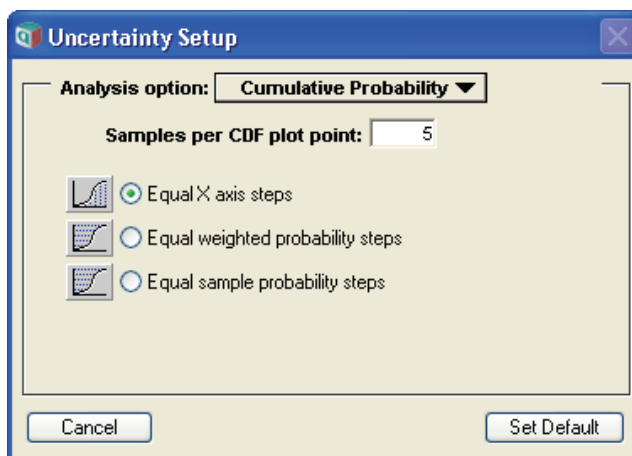 Uncertainty Setup
Analysis option: Cumulative Probability
Samples per CDF plot point: 5
Equal X axis steps
Equal weighted probability steps
Equal sample probability steps
Cancel Set Default